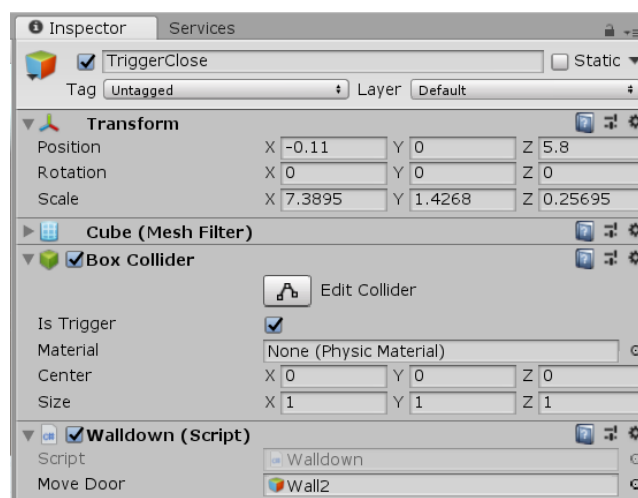 Inspector Services
TriggerClose Static
Tag Untagged Layer Default
Transform
Position X -0.11 Y 0 Z 5.8
Rotation X 0 Y 0 Z 0
Scale X 7.3895 Y 1.4268 Z 0.25695
Cube (Mesh Filter)
Box Collider
Edit Collider
Is Trigger
Material None (Physic Material)
Center X 0 Y 0 Z 0
Size X 1 Y 1 Z 1
Walldown (Script)
Script Walldown
Move Door Wall2